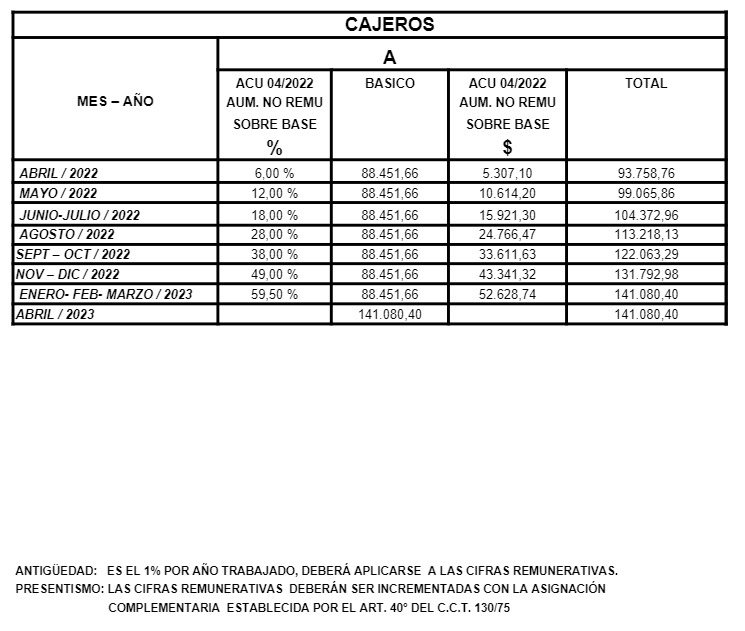 CAJEROS
A
MES – AÑO
ACU 04/2022 BASICO ACU 04/2022 TOTAL
AUM. NO REMU AUM. NO REMU
SOBRE BASE SOBRE BASE
% $
ABRIL / 2022 6,00 % 88.451,66 5.307,10 93.758,76
MAYO / 2022 12,00 % 88.451,66 10.614,20 99.065,86
JUNIO-JULIO / 2022 18,00 % 88.451,66 15.921,30 104.372,96
AGOSTO / 2022 28,00 % 88.451,66 24.766,47 113.218,13
SEPT – OCT / 2022 38,00 % 88.451,66 33.611,63 122.063,29
NOV – DIC / 2022 49,00 % 88.451,66 43.341,32 131.792,98
ENERO- FEB- MARZO / 2023 59,50 % 88.451,66 52.628,74 141.080,40
ABRIL / 2023 141.080,40 141.080,40
ANTIGÜEDAD: ES EL 1% POR AÑO TRABAJADO, DEBERÁ APLICARSE A LAS CIFRAS REMUNERATIVAS.
PRESENTISMO: LAS CIFRAS REMUNERATIVAS DEBERÁN SER INCREMENTADAS CON LA ASIGNACIÓN
COMPLEMENTARIA ESTABLECIDA POR EL ART. 40º DEL C.C.T. 130/75